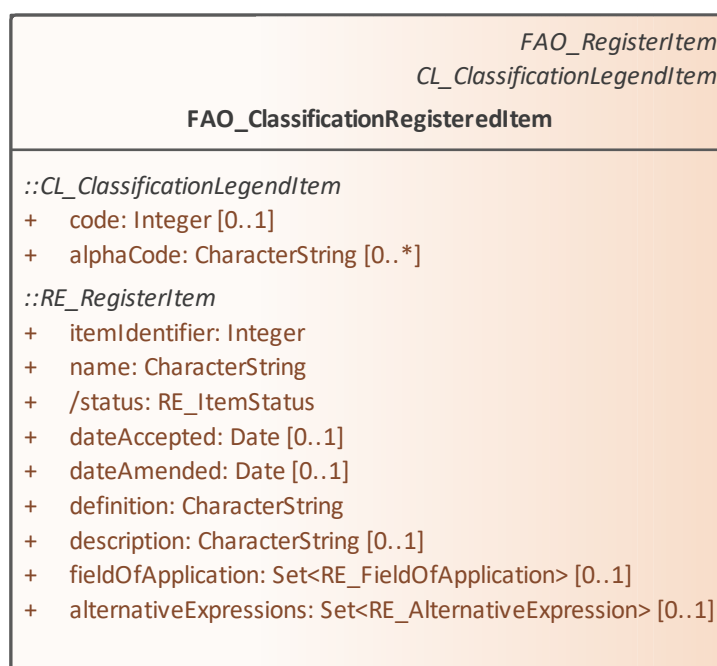 FAO_RegisterItem
CL_ClassificationLegendItem
FAO_ClassificationRegisteredItem
::CL_ClassificationLegendItem
+ code: Integer [0..1]
+ alphaCode: CharacterString [0..*]
::RE_RegisterItem
+ itemIdentifier: Integer
+ name: CharacterString
+ /status: RE_ItemStatus
+ dateAccepted: Date [0..1]
+ dateAmended: Date [0..1]
+ definition: CharacterString
+ description: CharacterString [0..1]
+ fieldOfApplication: Set<RE_FieldOfApplication> [0..1]
+ alternativeExpressions: Set<RE_AlternativeExpression> [0..1]